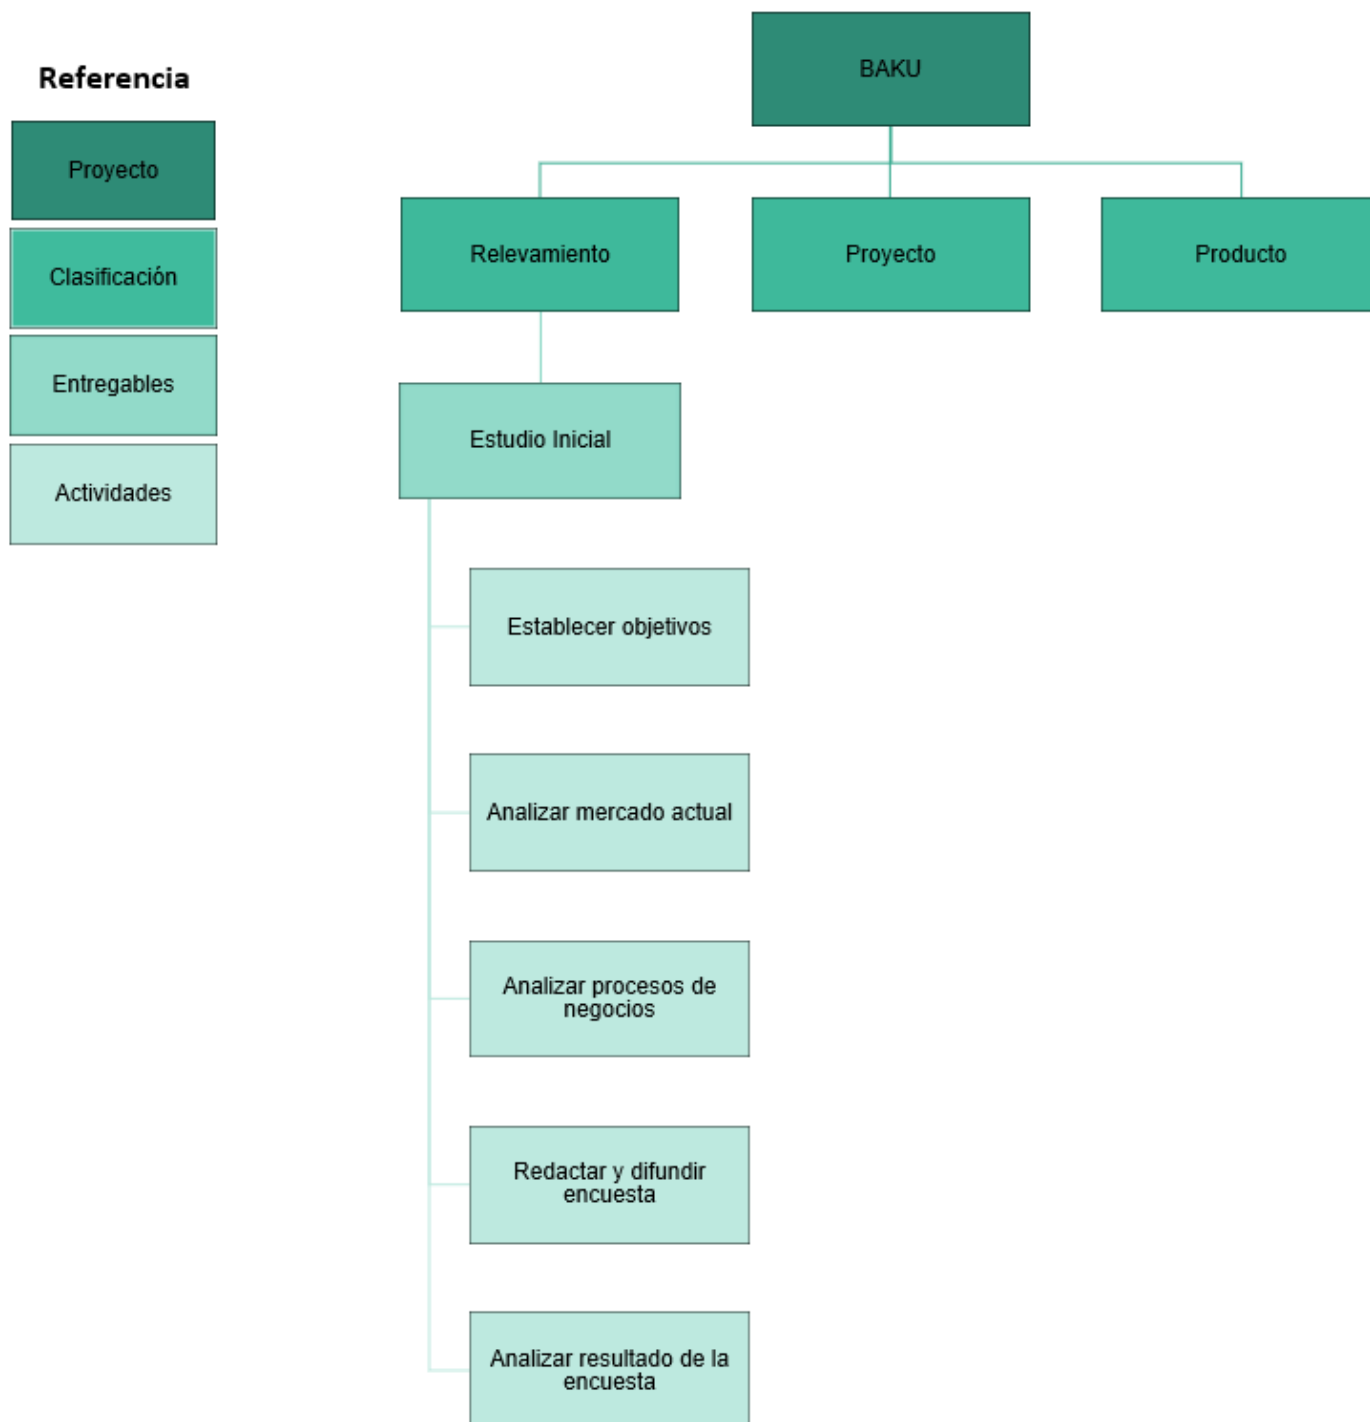 Referencia
Proyecto
Clasificación
Entregables
Actividades
BAKU
Relevamiento
Proyecto
Producto
Estudio Inicial
Establecer objetivos
Analizar mercado actual
Analizar procesos de
negocios
Redactar y difundir
encuesta
Analizar resultado de la
encuesta